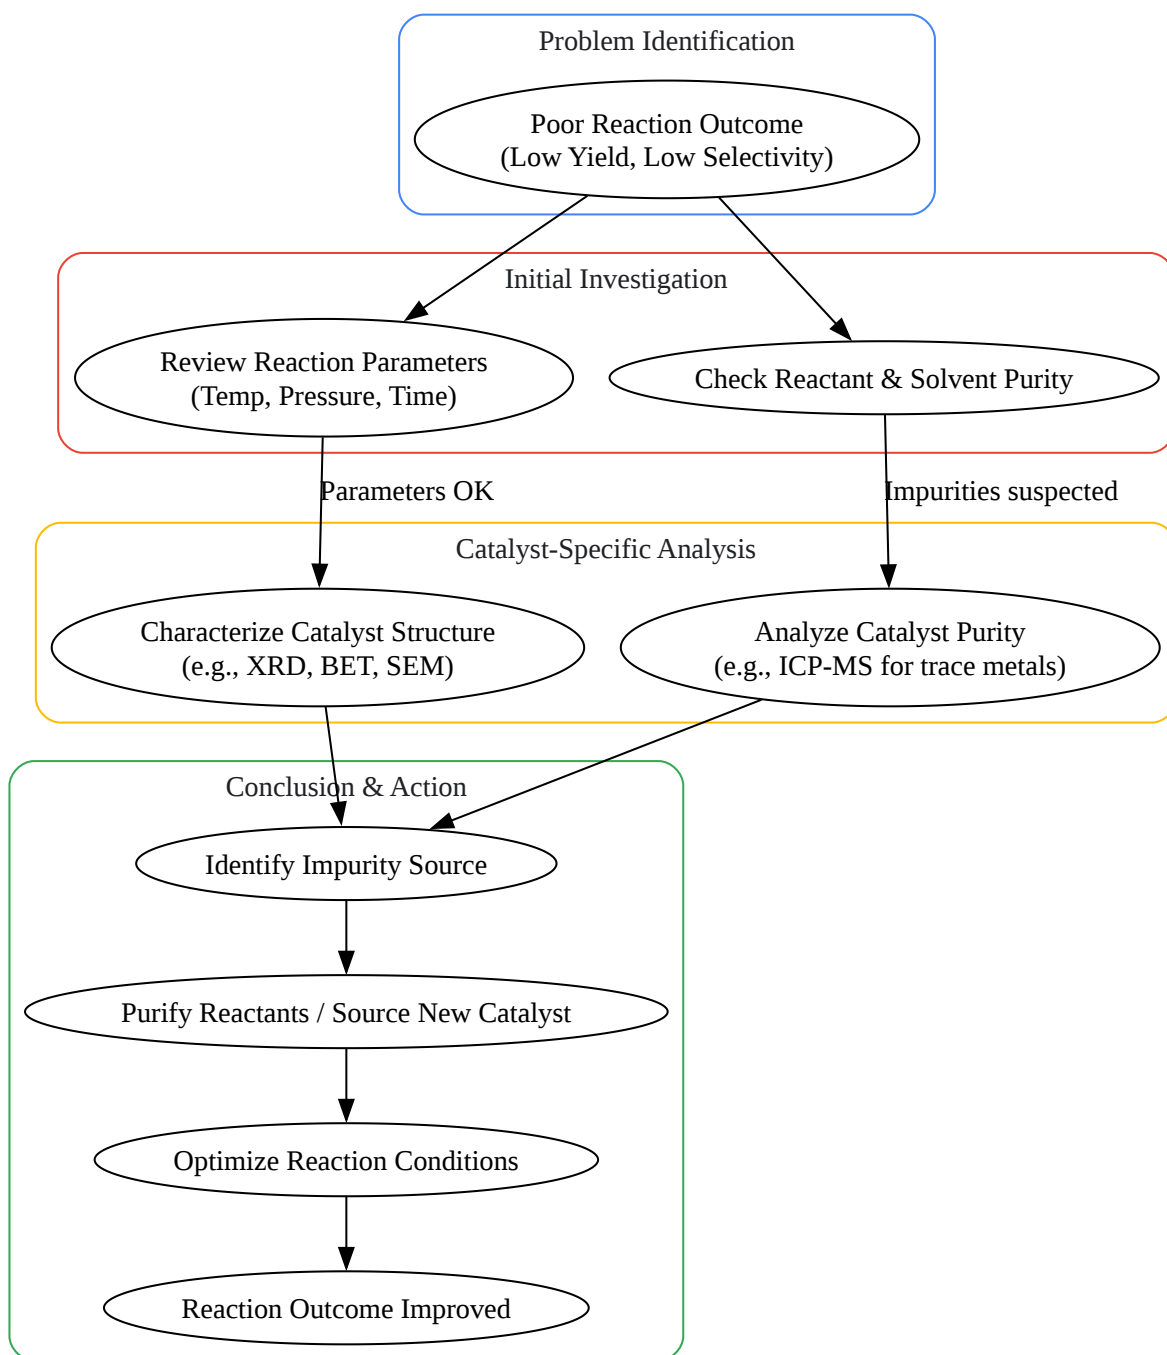 Problem Identification
Poor Reaction Outcome
(Low Yield, Low Selectivity)
Initial Investigation
Review Reaction Parameters
(Temp, Pressure, Time)
Check Reactant & Solvent Purity
Parameters OK
Impurities suspected
Catalyst-Specific Analysis
Characterize Catalyst Structure
(e.g., XRD, BET, SEM)
Analyze Catalyst Purity
(e.g., ICP-MS for trace metals)
Conclusion & Action
Identify Impurity Source
Purify Reactants / Source New Catalyst
Optimize Reaction Conditions
Reaction Outcome Improved